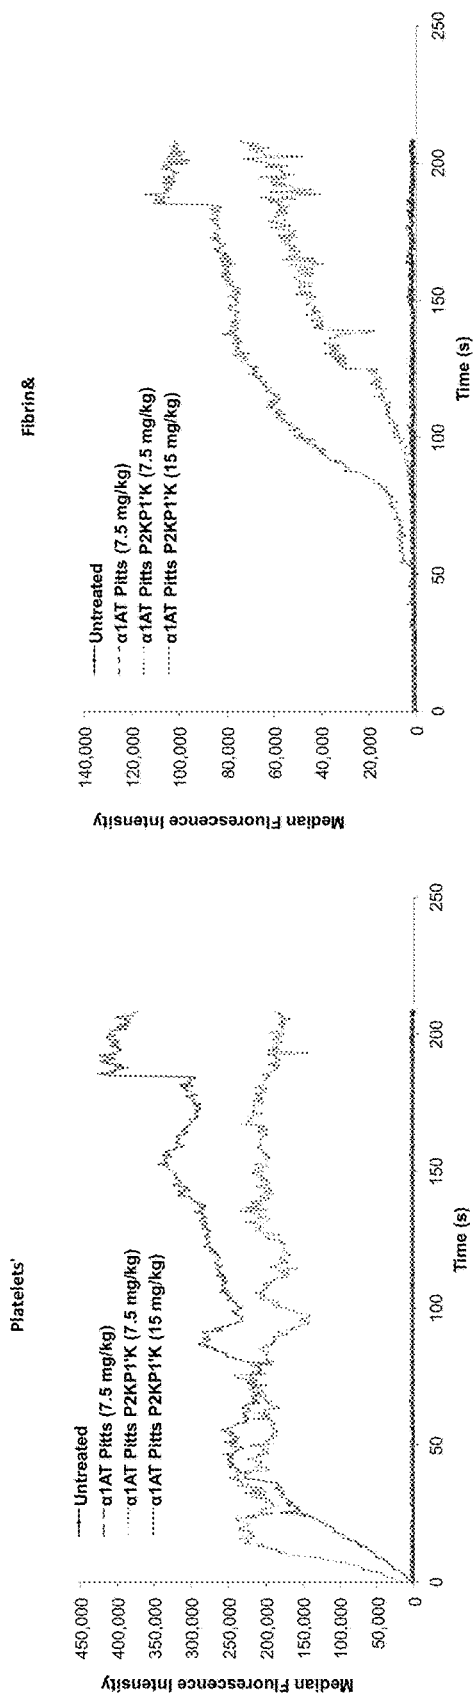 Platelets'
Untreated
α1AT Pitts (7.5 mg/kg)
α1AT Pitts P2KP1'K (7.5 mg/kg)
α1AT Pitts P2KP1'K (15 mg/kg)
Median Fluorescence Intensity
450,000
400,000
350,000
300,000
250,000
200,000
150,000
100,000
50,000
0
0
50
100
150
200
250
Time (s)
Fibrin&
Untreated
α1AT Pitts (7.5 mg/kg)
α1AT Pitts P2KP1'K (7.5 mg/kg)
α1AT Pitts P2KP1'K (15 mg/kg)
Median Fluorescence Intensity
140,000
120,000
100,000
80,000
60,000
40,000
20,000
0
0
50
100
150
200
250
Time (s)